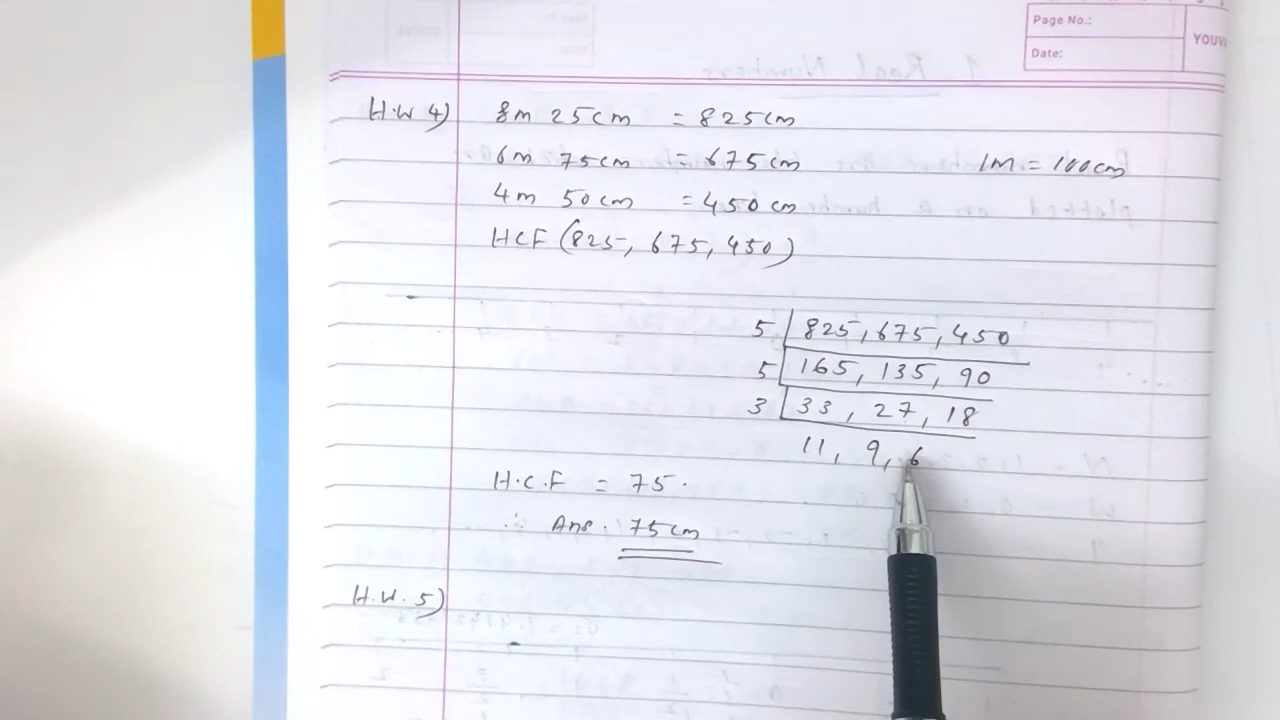 Page No.:
YOUV
Date:
H.W 4) 8m 25cm = 825cm
6m 75cm = 675cm 1M = 100cm
4m 50cm = 450cm
HCF (825, 675, 450)
5 825, 675, 450
5 165, 135, 90
3 33, 27, 18
11, 9, 6
H.C.F = 75.
∴ Ans. 75cm
H.W. 5)